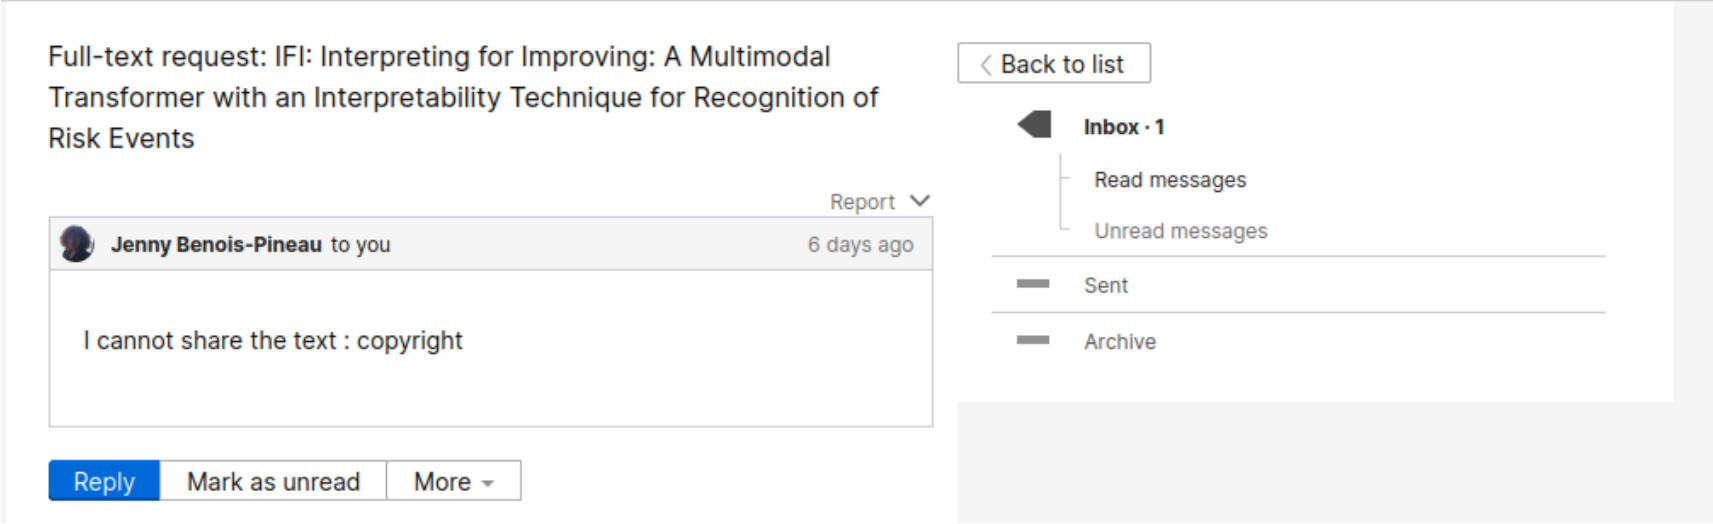 Full-text request: IFI: Interpreting for Improving: A Multimodal
Transformer with an Interpretability Technique for Recognition of
Risk Events
Report
Jenny Benois-Pineau to you
6 days ago
I cannot share the text : copyright
Reply
Mark as unread
More
Back to list
Inbox · 1
Read messages
Unread messages
Sent
Archive